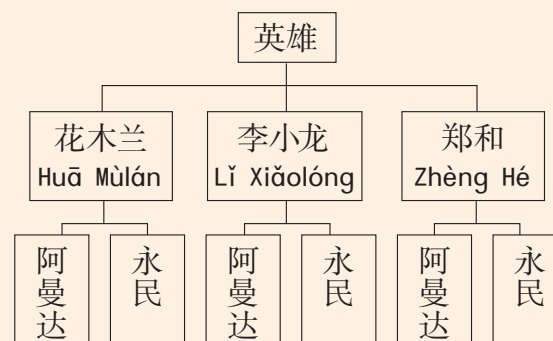 英雄
花木兰
Huā Mùlán
李小龙
Lǐ Xiǎolóng
郑和
Zhèng Hé
阿曼达
永民
阿曼达
永民
阿曼达
永民